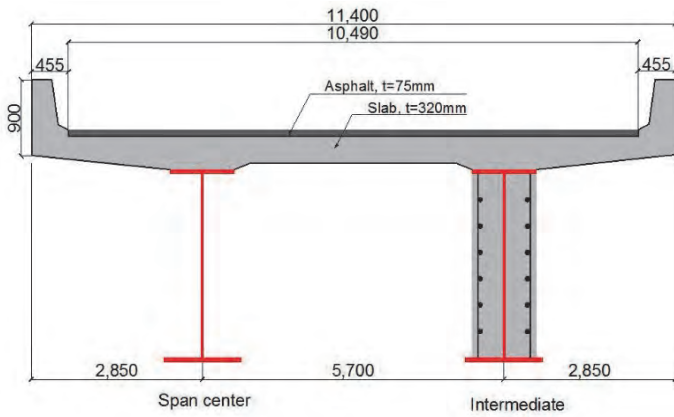 11,400
10,490
455
455
Asphalt, t=75mm
Slab, t=320mm
900
2,850
5,700
2,850
Span center
Intermediate